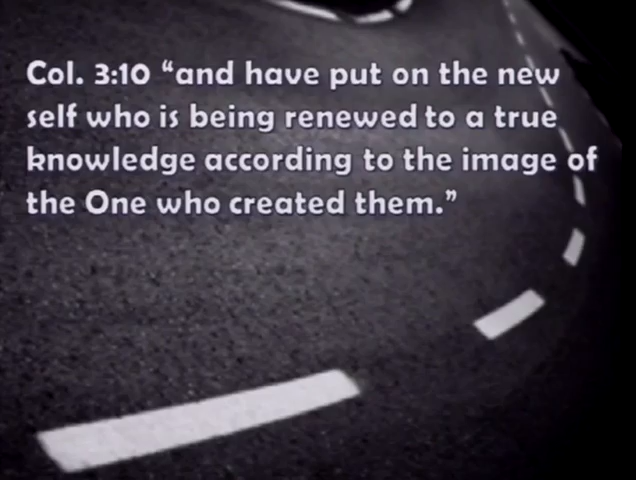 Col. 3:10 “and have put on the new
self who is being renewed to a true
knowledge according to the image of
the One who created them.”